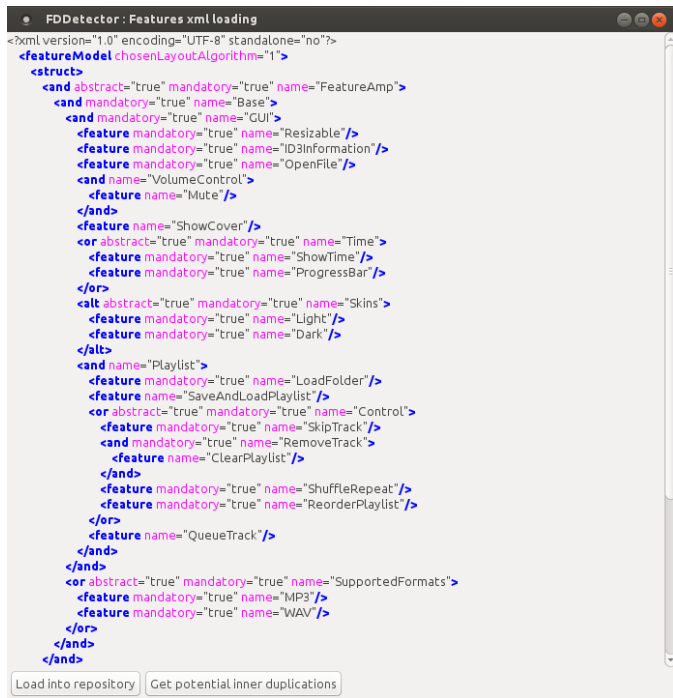 FDDetector : Features xml loading
<?xml version="1.0" encoding="UTF-8" standalone="no"?>
<featureModel chosenLayoutAlgorithm="1">
<struct>
<and abstract="true" mandatory="true" name="FeatureAmp">
<and mandatory="true" name="Base">
<and mandatory="true" name="GUI">
<feature mandatory="true" name="Resizable"/>
<feature mandatory="true" name="ID3Information"/>
<feature mandatory="true" name="OpenFile"/>
<and name="VolumeControl">
<feature name="Mute"/>
</and>
<feature name="ShowCover"/>
<or abstract="true" mandatory="true" name="Time">
<feature mandatory="true" name="ShowTime"/>
<feature mandatory="true" name="ProgressBar"/>
</or>
<alt abstract="true" mandatory="true" name="Skins">
<feature mandatory="true" name="Light"/>
<feature mandatory="true" name="Dark"/>
</alt>
<and name="Playlist">
<feature mandatory="true" name="LoadFolder"/>
<feature name="SaveAndLoadPlaylist"/>
<or abstract="true" mandatory="true" name="Control">
<feature mandatory="true" name="SkipTrack"/>
<and mandatory="true" name="RemoveTrack">
<feature name="ClearPlaylist"/>
</and>
<feature mandatory="true" name="ShuffleRepeat"/>
<feature mandatory="true" name="ReorderPlaylist"/>
</or>
<feature name="QueueTrack"/>
</and>
</and>
<or abstract="true" mandatory="true" name="SupportedFormats">
<feature mandatory="true" name="MP3"/>
<feature mandatory="true" name="WAV"/>
</or>
</and>
</and>
Load into repository Get potential inner duplications